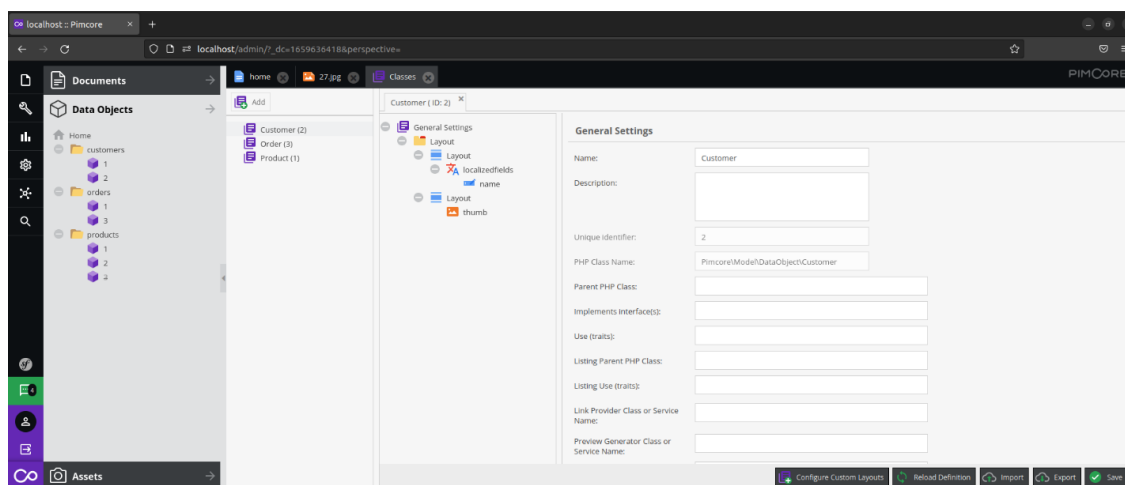 localhost :: Pimcore
localhost/admin/?_dc=1659636418&perspective=
Documents
home
27.jpg
Classes
PIMCORE
Data Objects
Home
customers
1
2
orders
1
3
products
1
2
3
4
Assets
Add
Customer (2)
Order (3)
Product (1)
Customer ( ID: 2)
General Settings
Layout
Layout
localizedfields
name
Layout
thumb
General Settings
Name:
Customer
Description:
Unique identifier:
2
PHP Class Name:
Pimcore\Model\DataObject\Customer
Parent PHP Class:
Implements Interface(s):
Use (traits):
Listing Parent PHP Class:
Listing Use (traits):
Link Provider Class or Service
Name:
Preview Generator Class or
Service Name:
Configure Custom Layouts
Reload Definition
Import
Export
Save